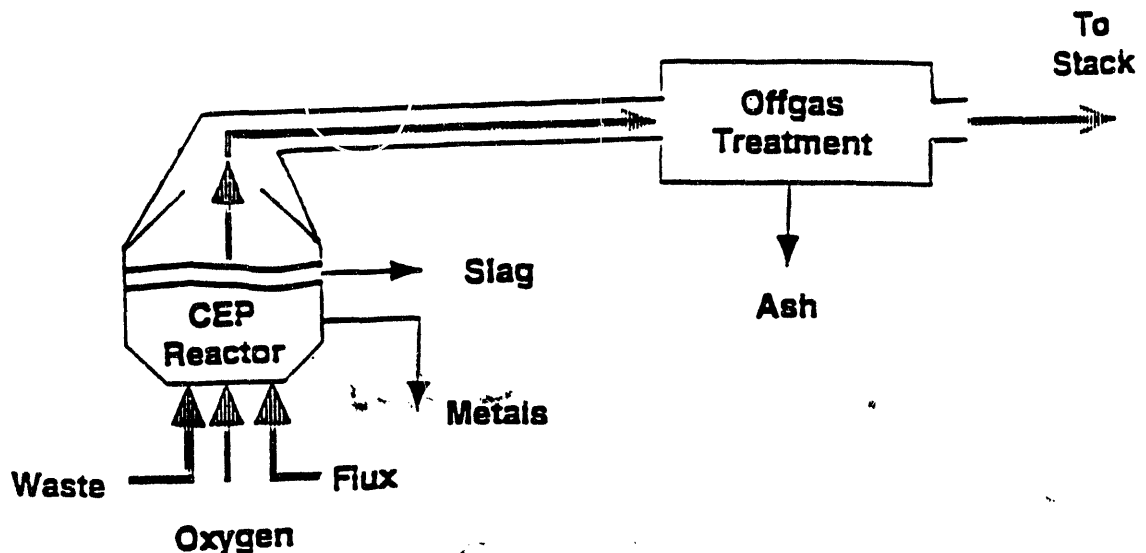 To
Stack
Offgas
Treatment
Slag
CEP
Reactor
Ash
Metals
Waste
Flux
Oxygen